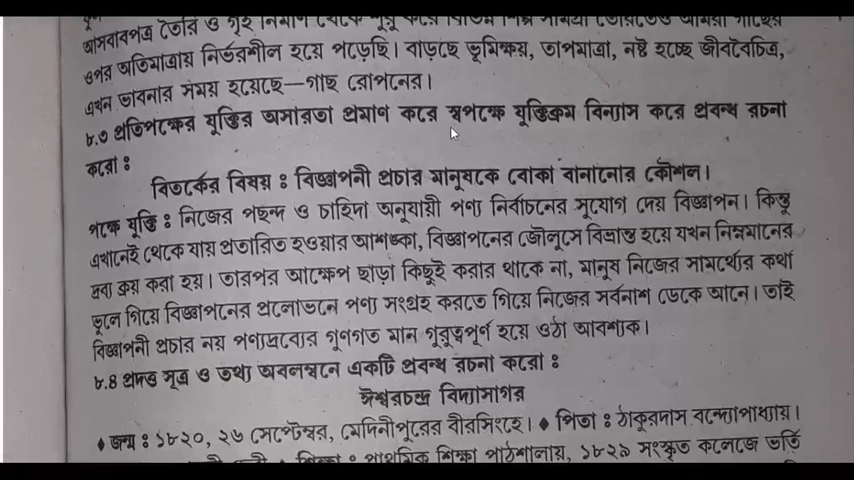 আসবাবপত্র তৈরি ও গৃহ নির্মাণ থেকে শুরু করে বিভিন্ন শিল্প সামগ্রী তৈরিতেও আমরা গাছের
ওপর অতিমাত্রায় নির্ভরশীল হয়ে পড়েছি। বাড়ছে ভূমিক্ষয়, তাপমাত্রা, নষ্ট হচ্ছে জীববৈচিত্র,
এখন ভাবনার সময় হয়েছে—গাছ রোপনের।
৮.৩ প্রতিপক্ষের যুক্তির অসারতা প্রমাণ করে স্বপক্ষে যুক্তিক্রম বিন্যাস করে প্রবন্ধ রচনা
করো :
বিতর্কের বিষয় : বিজ্ঞাপনী প্রচার মানুষকে বোকা বানানোর কৌশল।
পক্ষে যুক্তি : নিজের পছন্দ ও চাহিদা অনুযায়ী পণ্য নির্বাচনের সুযোগ দেয় বিজ্ঞাপন। কিন্তু
এখানেই থেকে যায় প্রতারিত হওয়ার আশঙ্কা, বিজ্ঞাপনের জৌলুসে বিভ্রান্ত হয়ে যখন নিম্নমানের
দ্রব্য ক্রয় করা হয়। তারপর আক্ষেপ ছাড়া কিছুই করার থাকে না, মানুষ নিজের সামর্থ্যের কথা
ভুলে গিয়ে বিজ্ঞাপনের প্রলোভনে পণ্য সংগ্রহ করতে গিয়ে নিজের সর্বনাশ ডেকে আনে। তাই
বিজ্ঞাপনী প্রচার নয় পণ্যদ্রব্যের গুণগত মান গুরুত্বপূর্ণ হয়ে ওঠা আবশ্যক।
৮.৪ প্রদত্ত সূত্র ও তথ্য অবলম্বনে একটি প্রবন্ধ রচনা করো :
ঈশ্বরচন্দ্র বিদ্যাসাগর
♦ জন্ম : ১৮২০, ২৬ সেপ্টেম্বর, মেদিনীপুরের বীরসিংহে। ♦ পিতা : ঠাকুরদাস বন্দ্যোপাধ্যায়।
♦ শিক্ষা : প্রাথমিক শিক্ষা পাঠশালায়, ১৮২৯ সংস্কৃত কলেজে ভর্তি